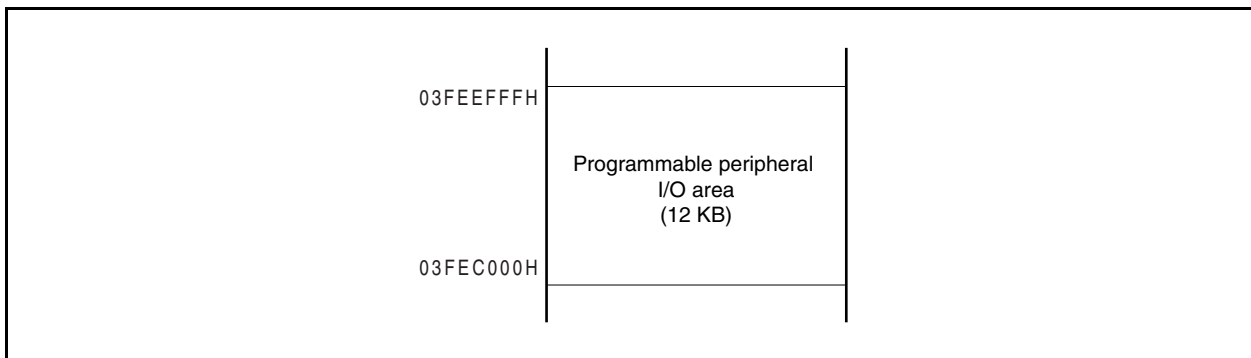 03FEEFFFH
Programmable peripheral
I/O area
(12 KB)
03FEC000H